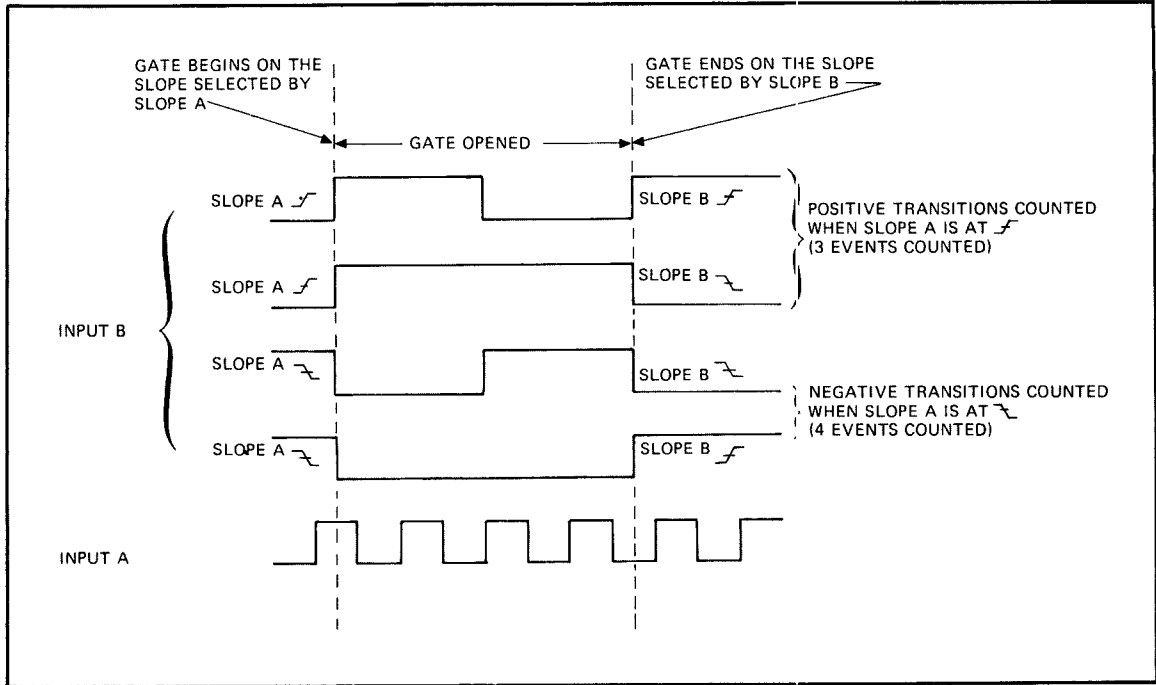 GATE BEGINS ON THE
SLOPE SELECTED BY
SLOPE A
GATE ENDS ON THE SLOPE
SELECTED BY SLOPE B
GATE OPENED
SLOPE A
SLOPE B
SLOPE A
SLOPE B
POSITIVE TRANSITIONS COUNTED
WHEN SLOPE A IS AT
(3 EVENTS COUNTED)
INPUT B
SLOPE A
SLOPE B
SLOPE A
SLOPE B
NEGATIVE TRANSITIONS COUNTED
WHEN SLOPE A IS AT
(4 EVENTS COUNTED)
INPUT A